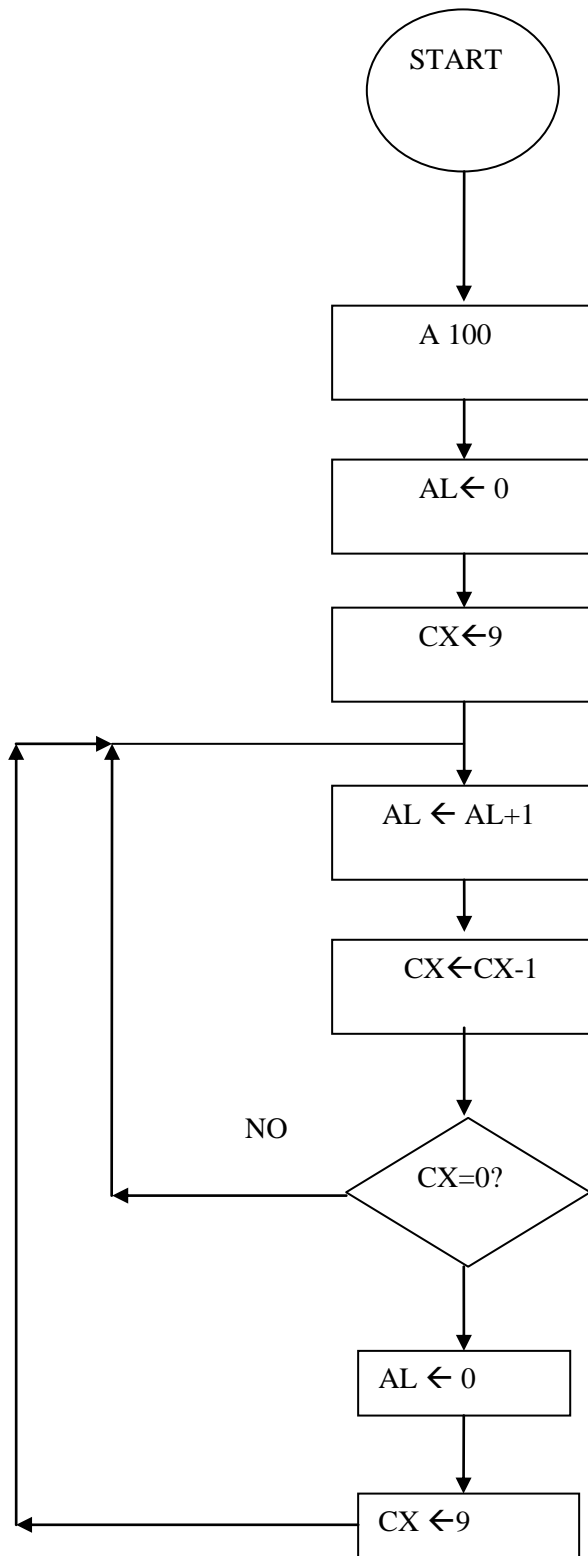 START
A 100
AL← 0
CX←9
AL ← AL+1
CX←CX-1
NO
CX=0?
AL ← 0
CX ←9